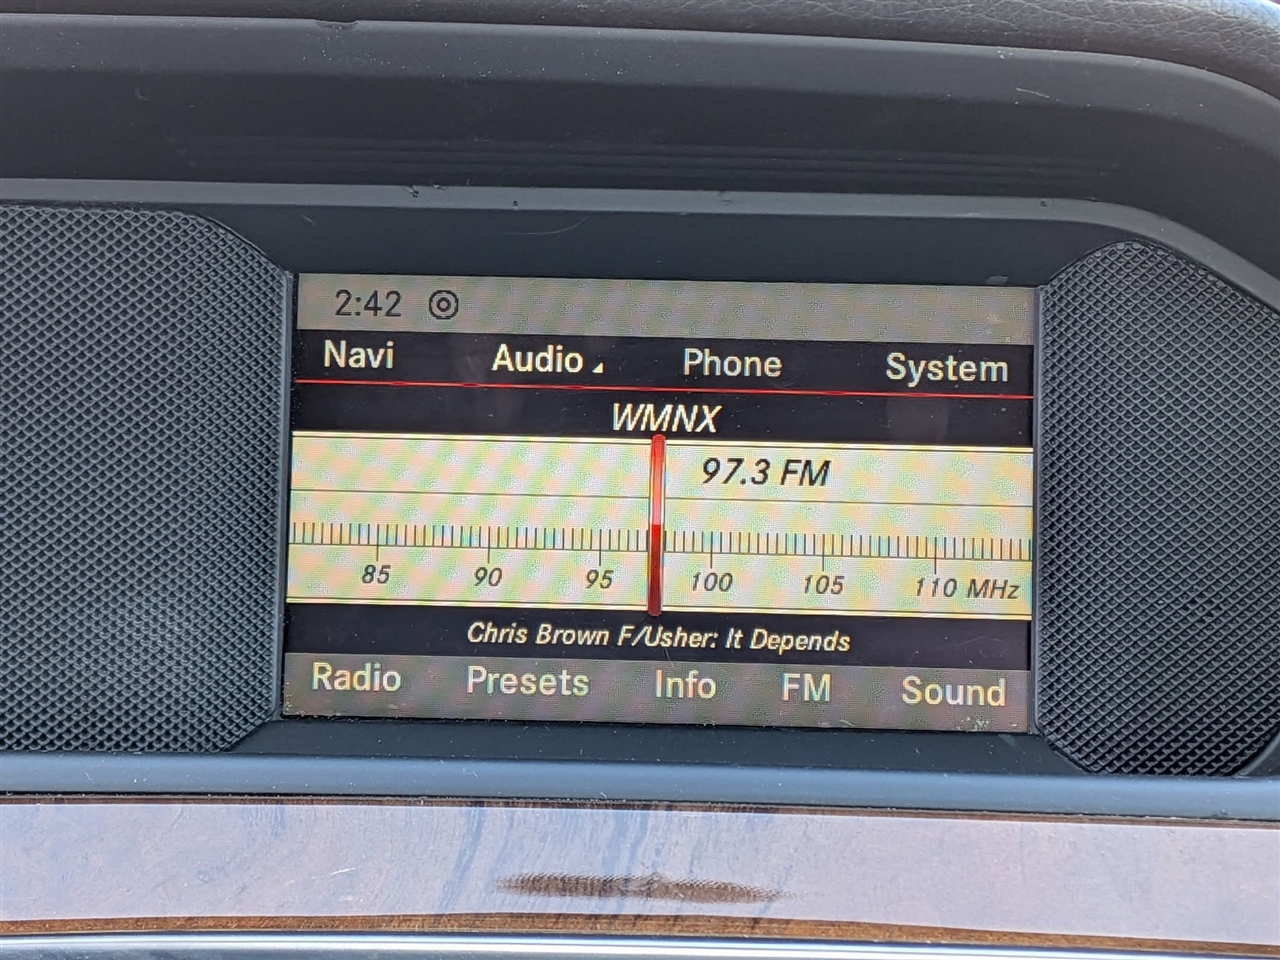 2:42
Navi Audio Phone System
WMNX
97.3 FM
85 90 95 100 105 110 MHz
Chris Brown F/Usher: It Depends
Radio Presets Info FM Sound